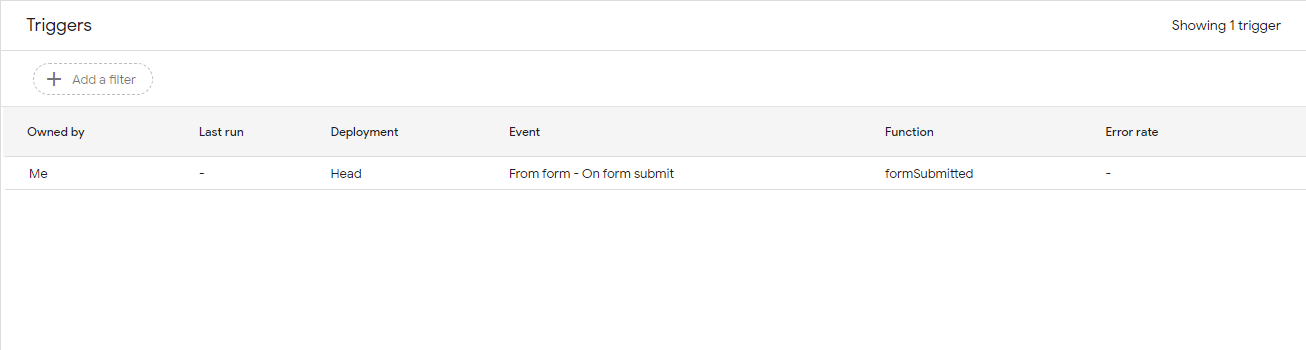 Triggers
Showing 1 trigger
Add a filter
Owned by Last run Deployment Event Function Error rate
Me - Head From form - On form submit formSubmitted -